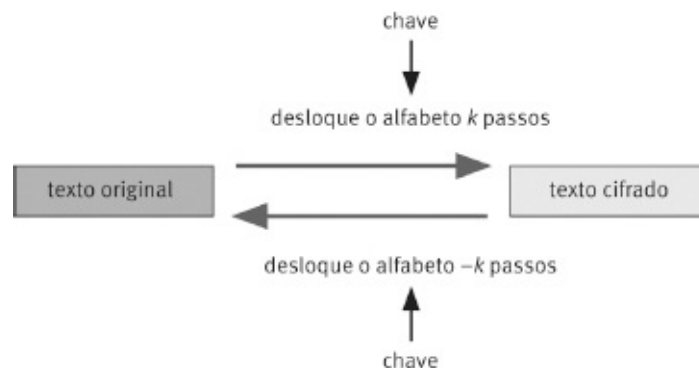 chave
desloque o alfabeto k passos
texto original
texto cifrado
desloque o alfabeto –k passos
chave